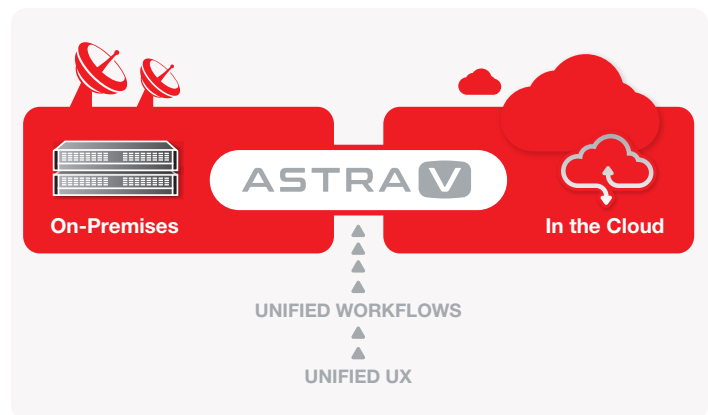 ASTRA V
On-Premises
In the Cloud
UNIFIED WORKFLOWS
UNIFIED UX